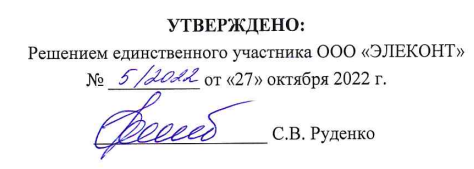 УТВЕРЖДЕНО:
Решением единственного участника ООО «ЭЛЕКОНТ»
№ 5/2022 от «27» октября 2022 г.
С.В. Руденко